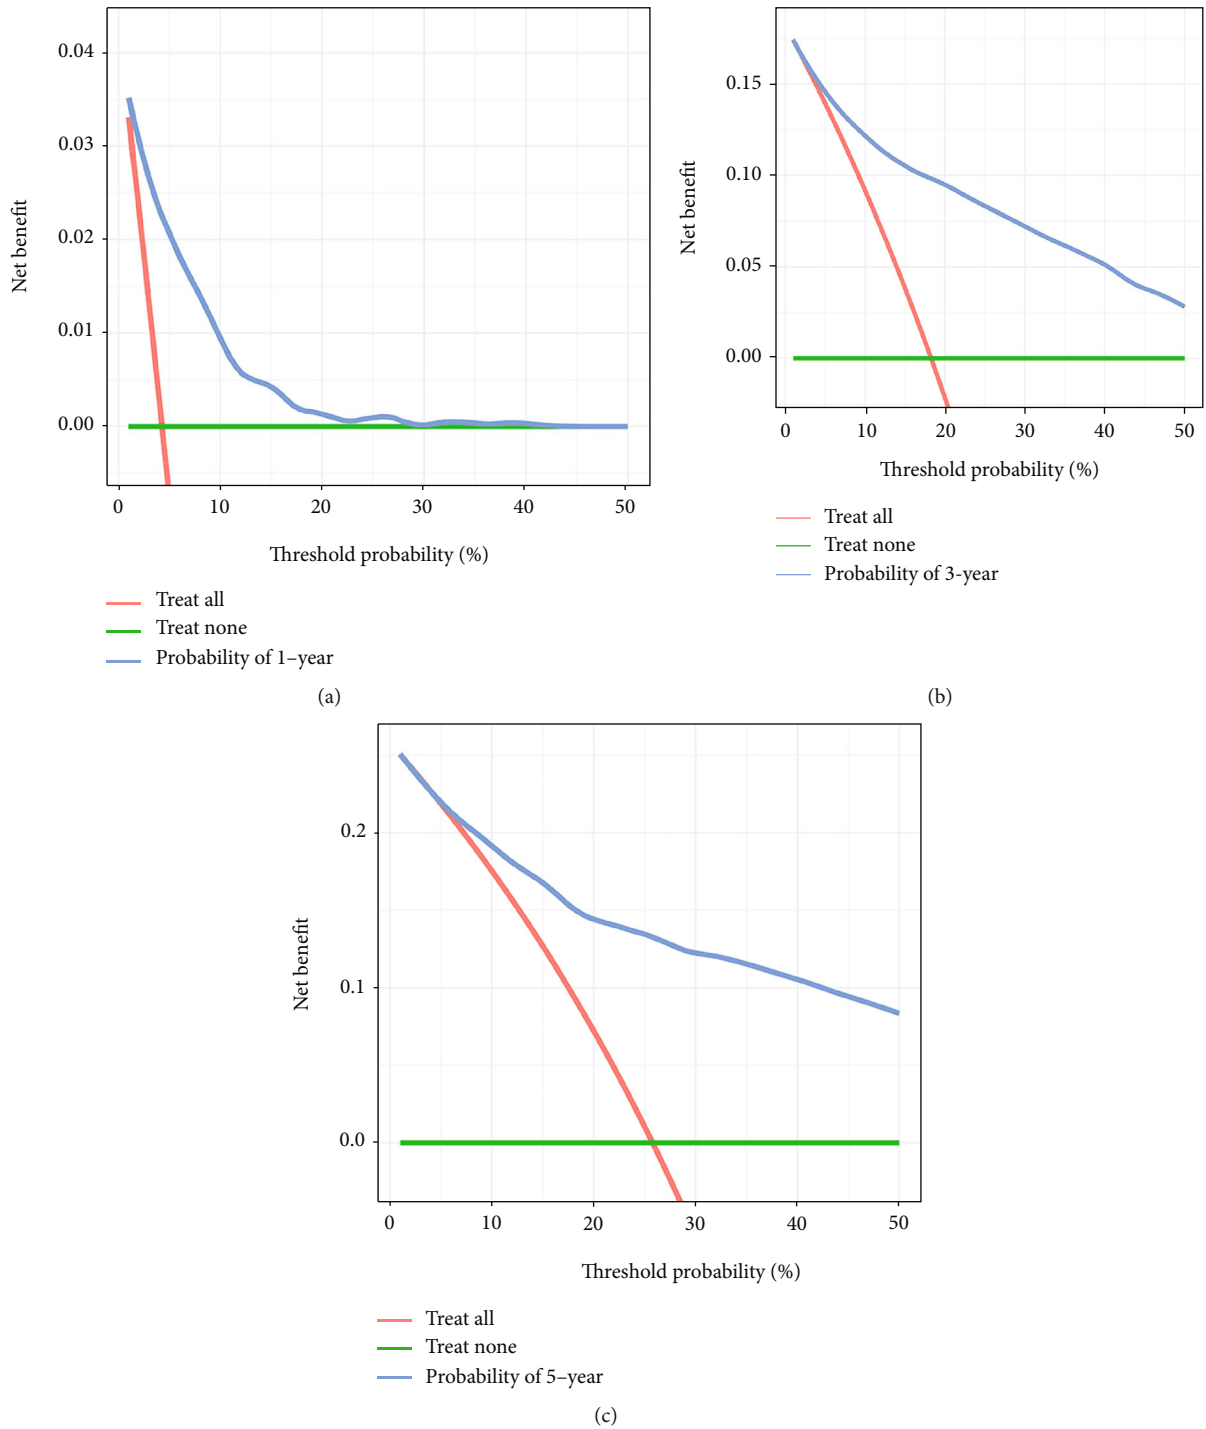 0.04
0.03
0.02
0.01
0.00
Net benefit
0 10 20 30 40 50
Threshold probability (%)
Treat all
Treat none
Probability of 1–year
(a)
0.15
0.10
0.05
0.00
Net benefit
0 10 20 30 40 50
Threshold probability (%)
Treat all
Treat none
Probability of 3-year
(b)
0.2
0.1
0.0
Net benefit
0 10 20 30 40 50
Threshold probability (%)
Treat all
Treat none
Probability of 5–year
(c)